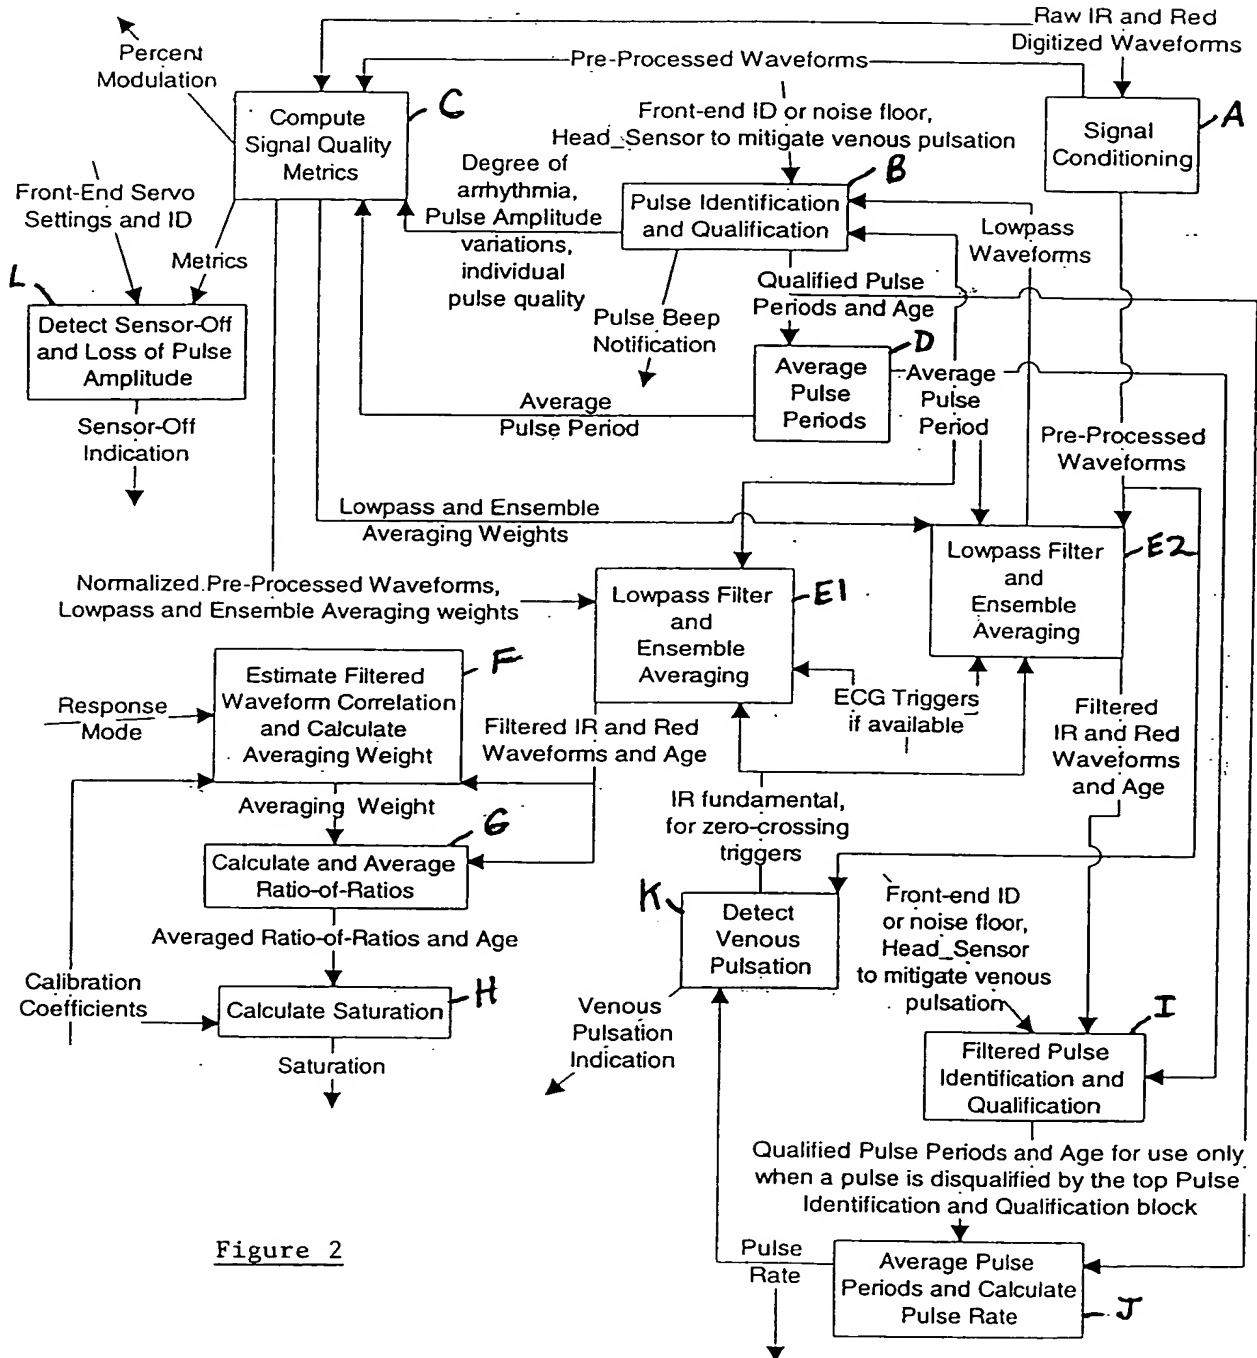 Raw IR and Red
Digitized Waveforms
Percent
Modulation
Pre-Processed Waveforms
C
Compute
Signal Quality
Metrics
Front-end ID or noise floor,
Head_Sensor to mitigate venous pulsation
A
Signal
Conditioning
Degree of
arrhythmia,
Pulse Amplitude
variations,
individual
pulse quality
B
Pulse Identification
and Qualification
Lowpass
Waveforms
Front-End Servo
Settings and ID
Metrics
L
Detect Sensor-Off
and Loss of Pulse
Amplitude
Sensor-Off
Indication
Qualified Pulse
Periods and Age
Pulse Beep
Notification
D
Average
Pulse
Periods
Average
Pulse
Period
Average
Pulse Period
Pre-Processed
Waveforms
Lowpass and Ensemble
Averaging Weights
E2
Lowpass Filter
and
Ensemble
Averaging
Normalized Pre-Processed Waveforms,
Lowpass and Ensemble Averaging weights
E1
Lowpass Filter
and
Ensemble
Averaging
F
Estimate Filtered
Waveform Correlation
and Calculate
Averaging Weight
Response
Mode
Filtered IR and Red
Waveforms and Age
ECG Triggers
if available
Filtered
IR and Red
Waveforms
and Age
Averaging Weight
G
Calculate and Average
Ratio-of-Ratios
IR fundamental,
for zero-crossing
triggers
K
Detect
Venous
Pulsation
Front-end ID
or noise floor,
Head_Sensor
to mitigate venous
pulsation
Averaged Ratio-of-Ratios and Age
Calibration
Coefficients
H
Calculate Saturation
Saturation
Venous
Pulsation
Indication
I
Filtered Pulse
Identification and
Qualification
Qualified Pulse Periods and Age for use only
when a pulse is disqualified by the top Pulse
Identification and Qualification block
Pulse
Rate
Average Pulse
Periods and Calculate
Pulse Rate
J
Figure 2